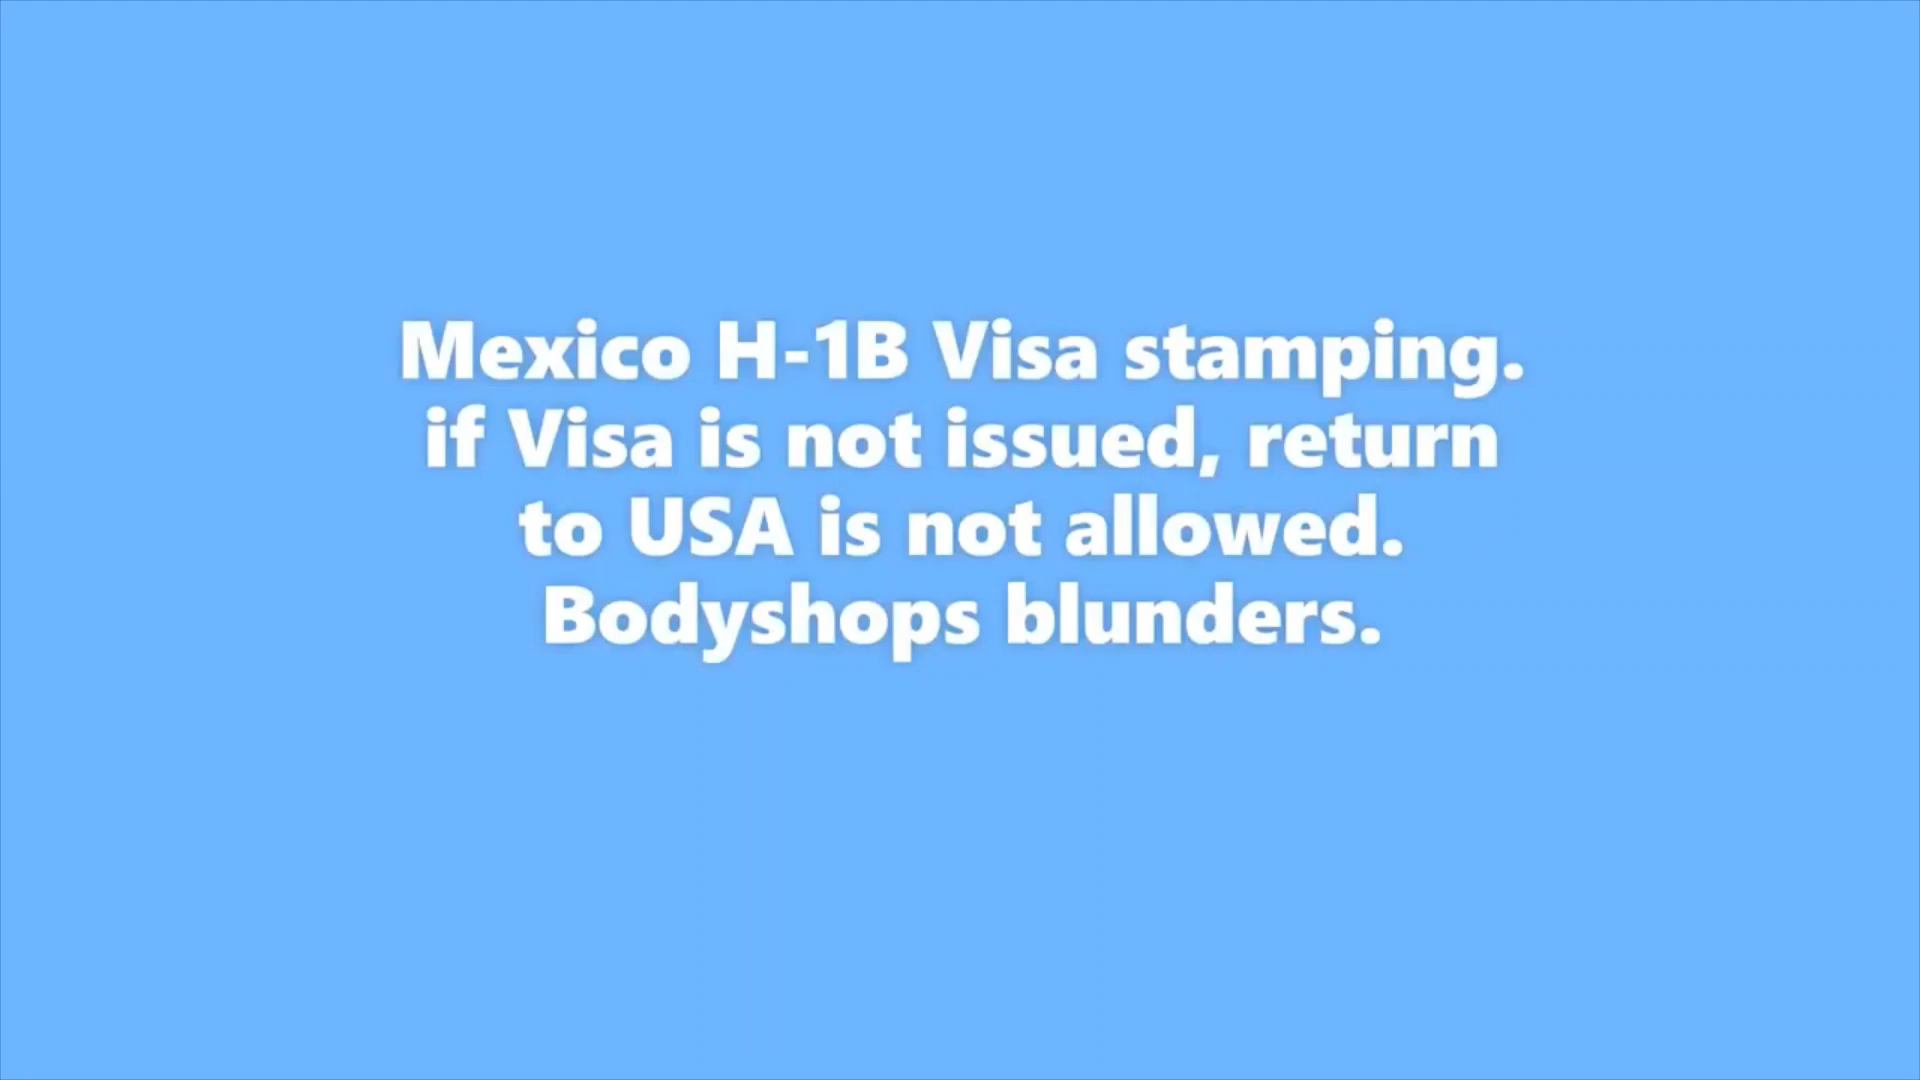 Mexico H-1B Visa stamping.
if Visa is not issued, return
to USA is not allowed.
Bodyshops blunders.